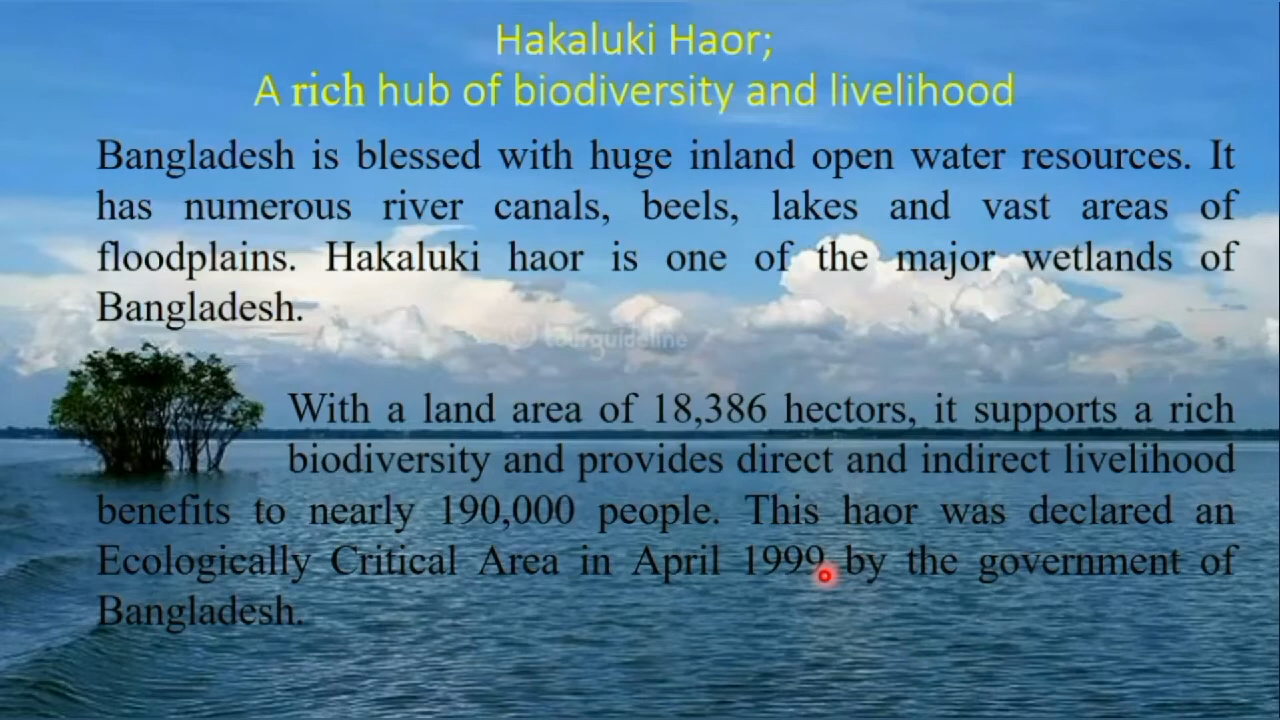 Hakaluki Haor;
A rich hub of biodiversity and livelihood
Bangladesh is blessed with huge inland open water resources. It
has numerous river canals, beels, lakes and vast areas of
floodplains. Hakaluki haor is one of the major wetlands of
Bangladesh.
tourguideline
With a land area of 18,386 hectors, it supports a rich
biodiversity and provides direct and indirect livelihood
benefits to nearly 190,000 people. This haor was declared an
Ecologically Critical Area in April 1999 by the government of
Bangladesh.